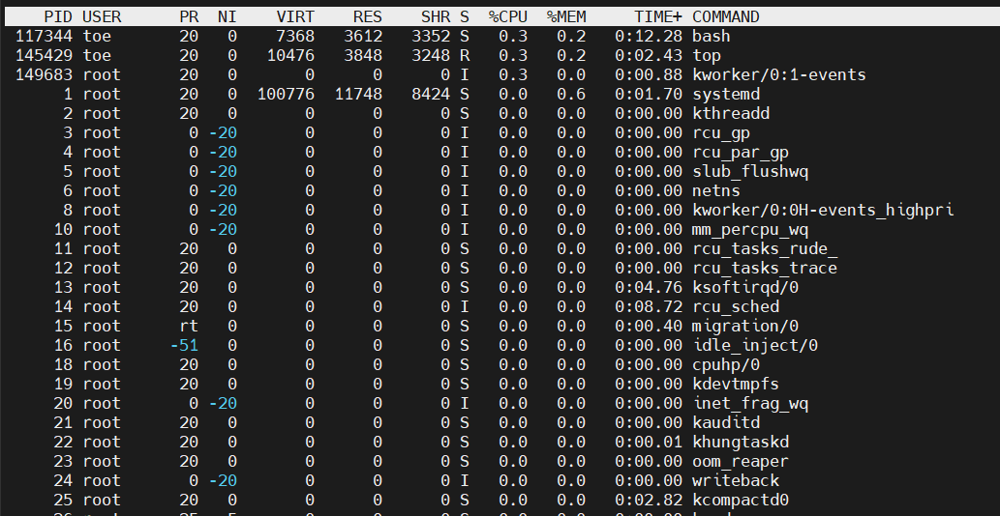 PID USER PR NI VIRT RES SHR S %CPU %MEM TIME+ COMMAND
117344 toe 20 0 7368 3612 3352 S 0.3 0.2 0:12.28 bash
145429 toe 20 0 10476 3848 3248 R 0.3 0.2 0:02.43 top
149683 root 20 0 0 0 0 I 0.3 0.0 0:00.88 kworker/0:1-events
1 root 20 0 100776 11748 8424 S 0.0 0.6 0:01.70 systemd
2 root 20 0 0 0 0 S 0.0 0.0 0:00.00 kthreadd
3 root 0 -20 0 0 0 I 0.0 0.0 0:00.00 rcu_gp
4 root 0 -20 0 0 0 I 0.0 0.0 0:00.00 rcu_par_gp
5 root 0 -20 0 0 0 I 0.0 0.0 0:00.00 slub_flushwq
6 root 0 -20 0 0 0 I 0.0 0.0 0:00.00 netns
8 root 0 -20 0 0 0 I 0.0 0.0 0:00.00 kworker/0:0H-events_highpri
10 root 0 -20 0 0 0 I 0.0 0.0 0:00.00 mm_percpu_wq
11 root 20 0 0 0 0 S 0.0 0.0 0:00.00 rcu_tasks_rude_
12 root 20 0 0 0 0 S 0.0 0.0 0:00.00 rcu_tasks_trace
13 root 20 0 0 0 0 S 0.0 0.0 0:04.76 ksoftirqd/0
14 root 20 0 0 0 0 I 0.0 0.0 0:08.72 rcu_sched
15 root rt 0 0 0 0 S 0.0 0.0 0:00.40 migration/0
16 root -51 0 0 0 0 S 0.0 0.0 0:00.00 idle_inject/0
18 root 20 0 0 0 0 S 0.0 0.0 0:00.00 cpuhp/0
19 root 20 0 0 0 0 S 0.0 0.0 0:00.00 kdevtmpfs
20 root 0 -20 0 0 0 I 0.0 0.0 0:00.00 inet_frag_wq
21 root 20 0 0 0 0 S 0.0 0.0 0:00.00 kauditd
22 root 20 0 0 0 0 S 0.0 0.0 0:00.01 khungtaskd
23 root 20 0 0 0 0 S 0.0 0.0 0:00.00 oom_reaper
24 root 0 -20 0 0 0 I 0.0 0.0 0:00.00 writeback
25 root 20 0 0 0 0 S 0.0 0.0 0:02.82 kcompactd0